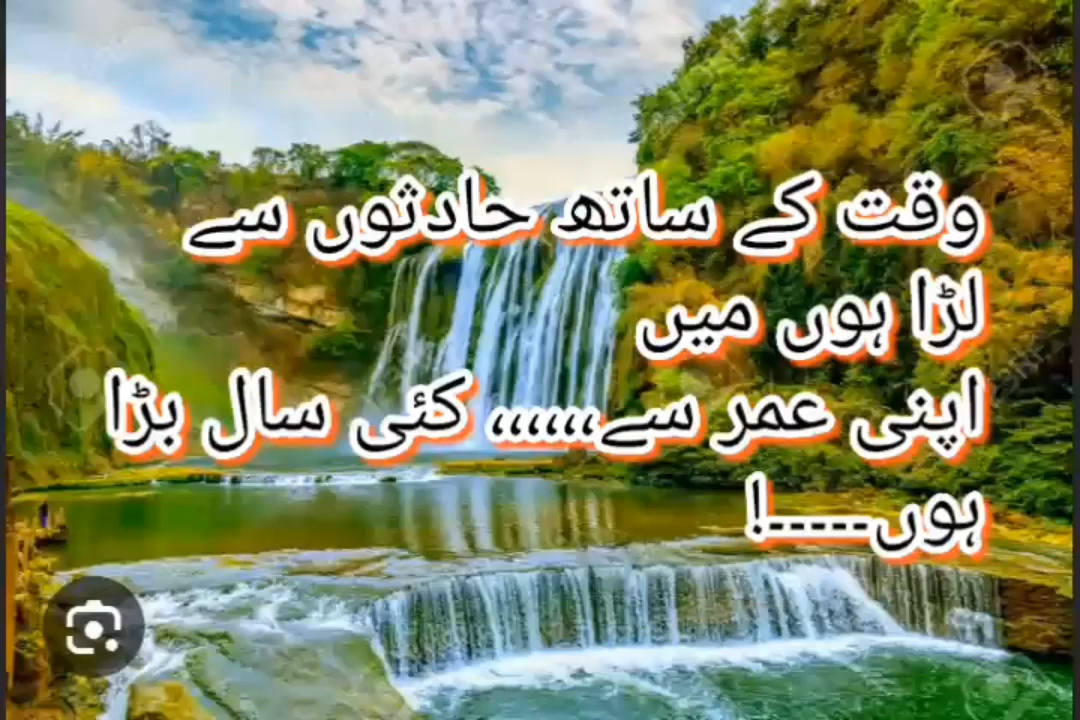 وقت کے ساتھ حادثوں سے
لڑا ہوں میں
اپنی عمر سے،،،،،، کئی سال بڑا
ہوں-----!